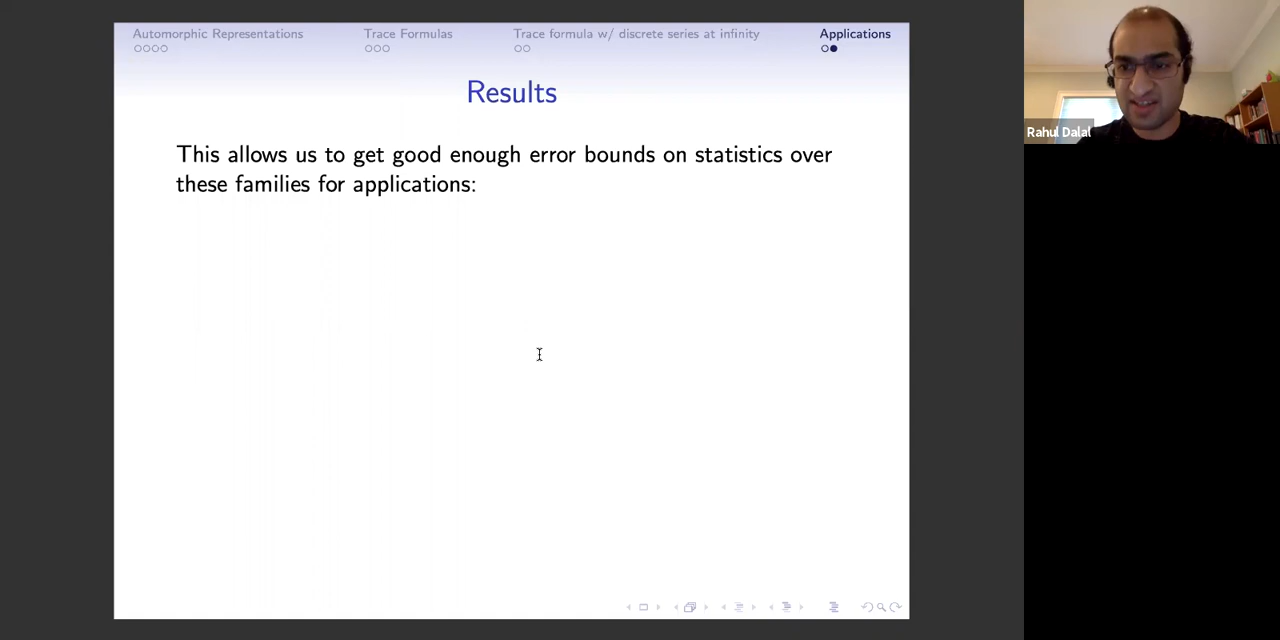 Automorphic Representations
Trace Formulas
Trace formula w/ discrete series at infinity
Applications
Results
This allows us to get good enough error bounds on statistics over
these families for applications:
Rahul Dalal